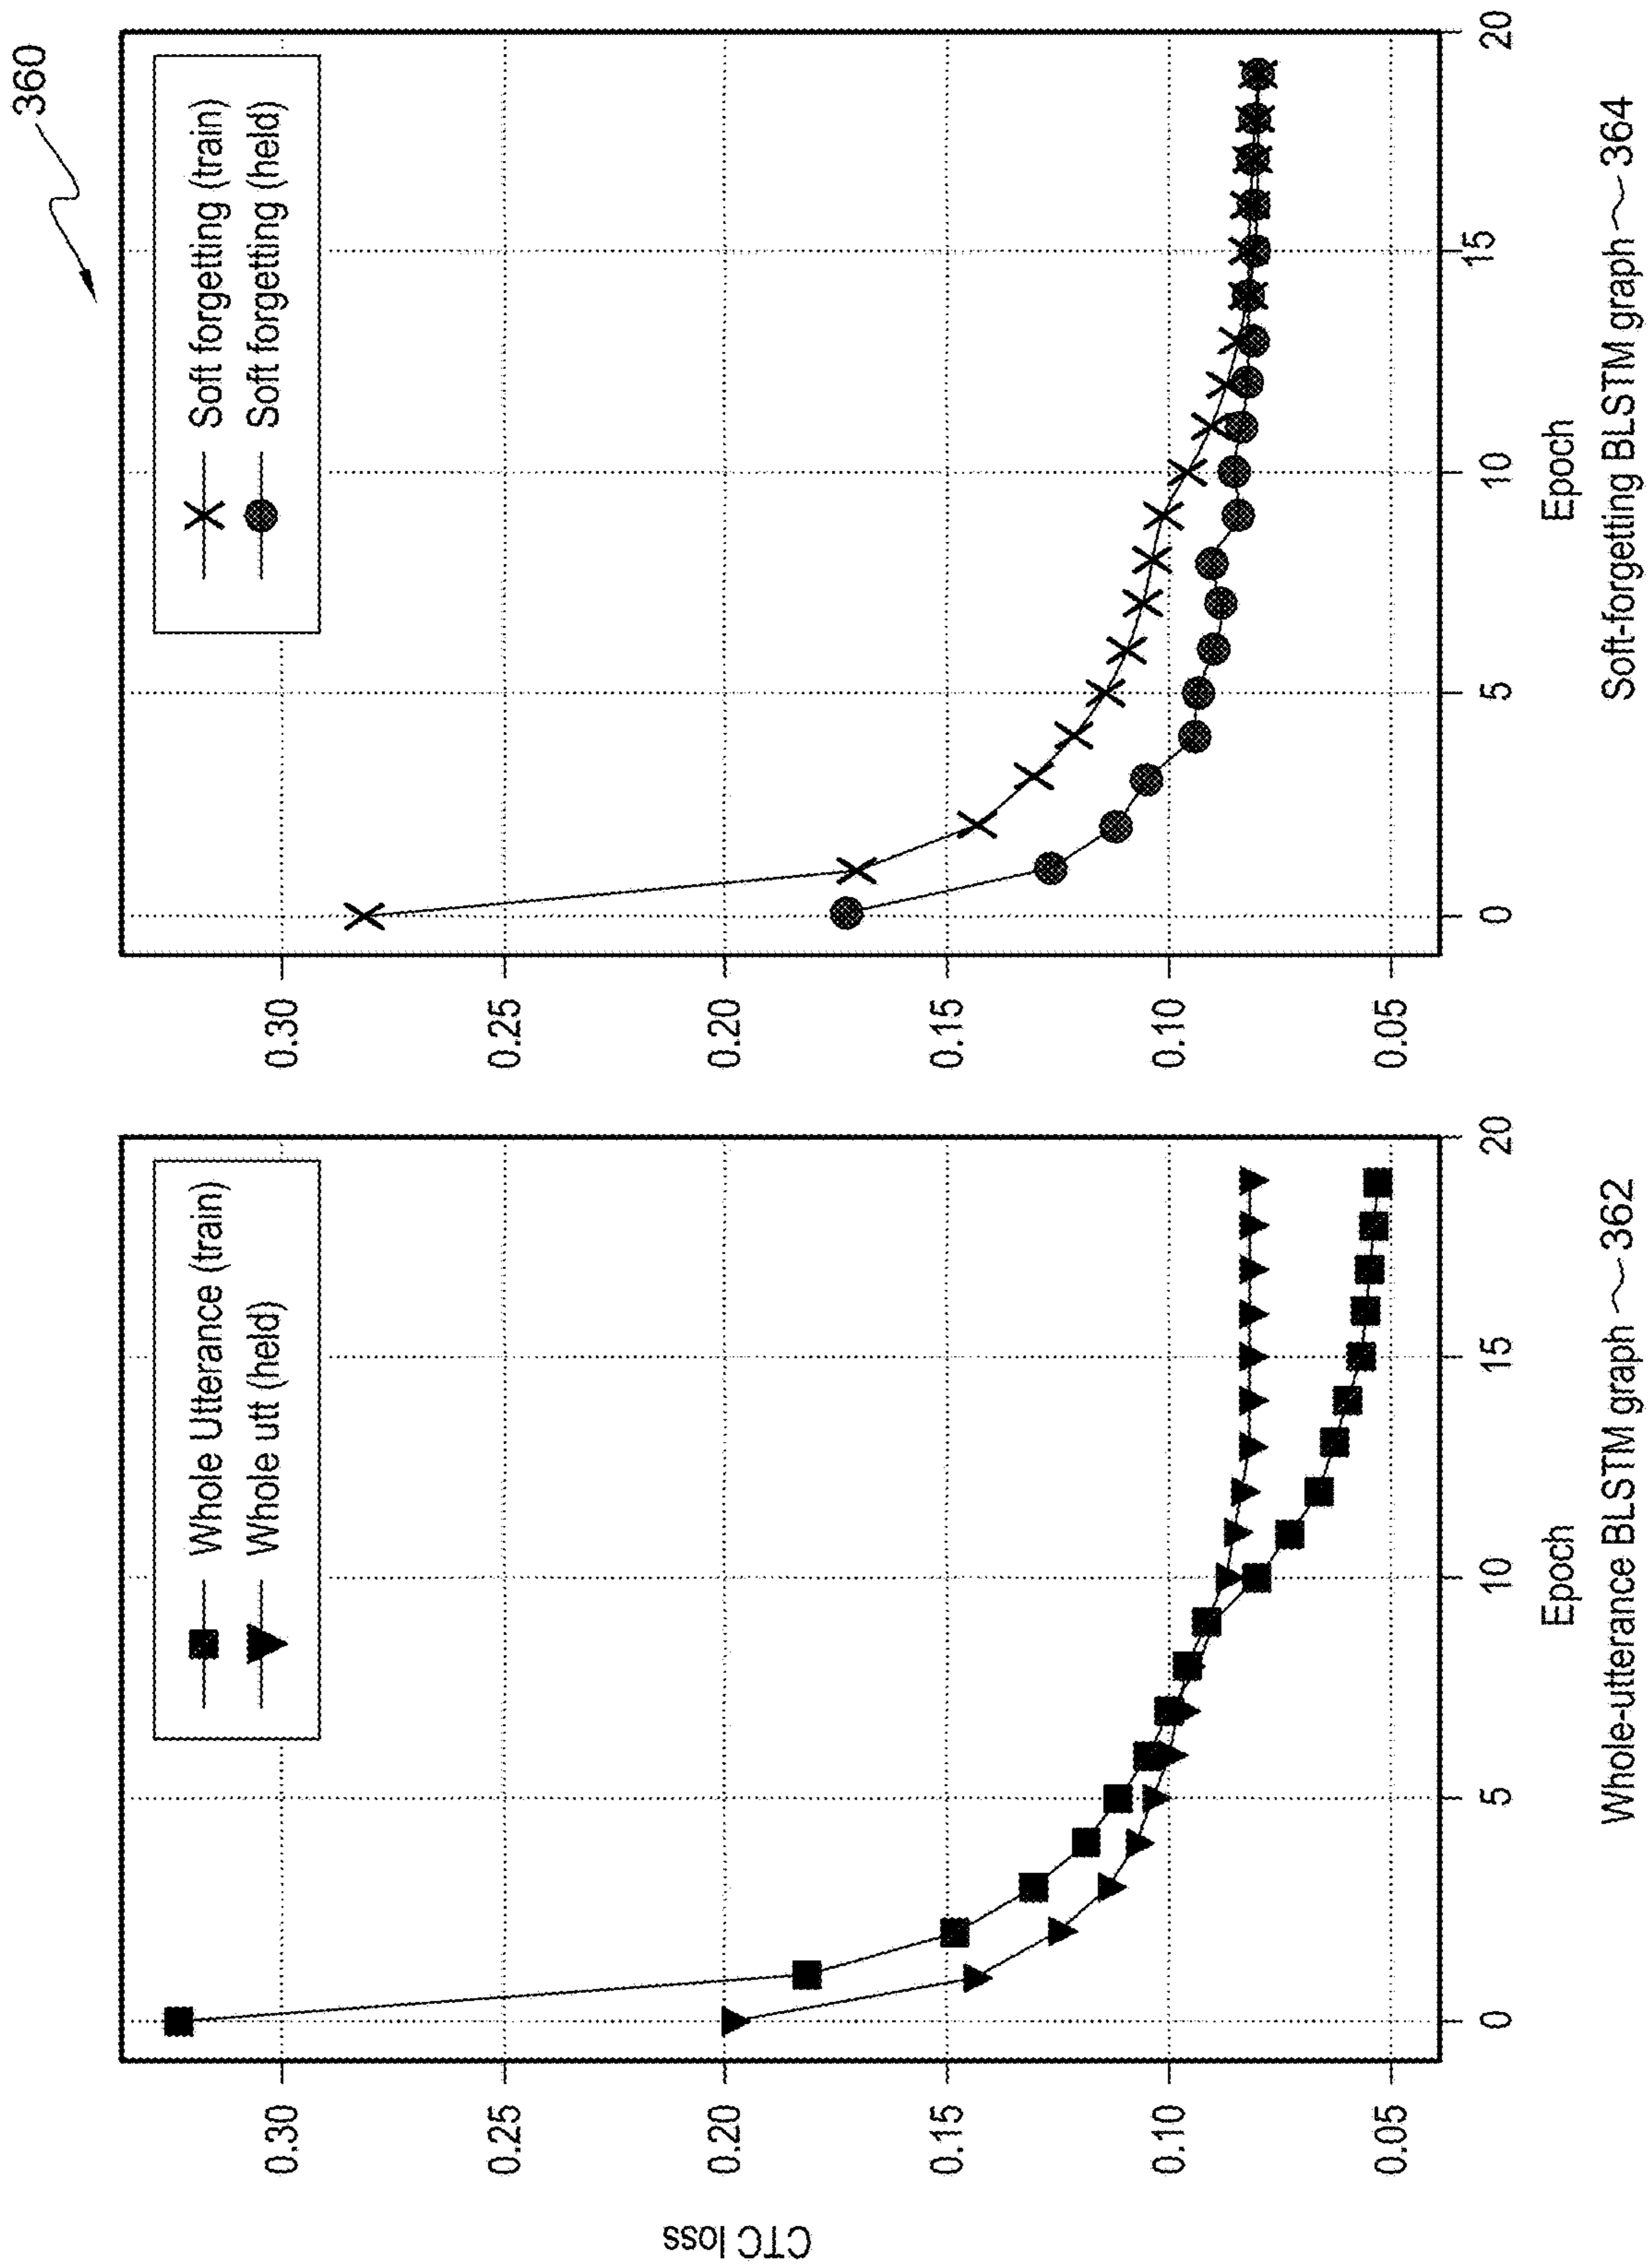 360
CTC loss
0.30
0.25
0.20
0.15
0.10
0.05
Whole Utterance (train)
Whole utt (held)
0 5 10 15 20
Epoch
Whole-utterance BLSTM graph ~ 362
0.30
0.25
0.20
0.15
0.10
0.05
Soft forgetting (train)
Soft forgetting (held)
0 5 10 15 20
Epoch
Soft-forgetting BLSTM graph ~ 364